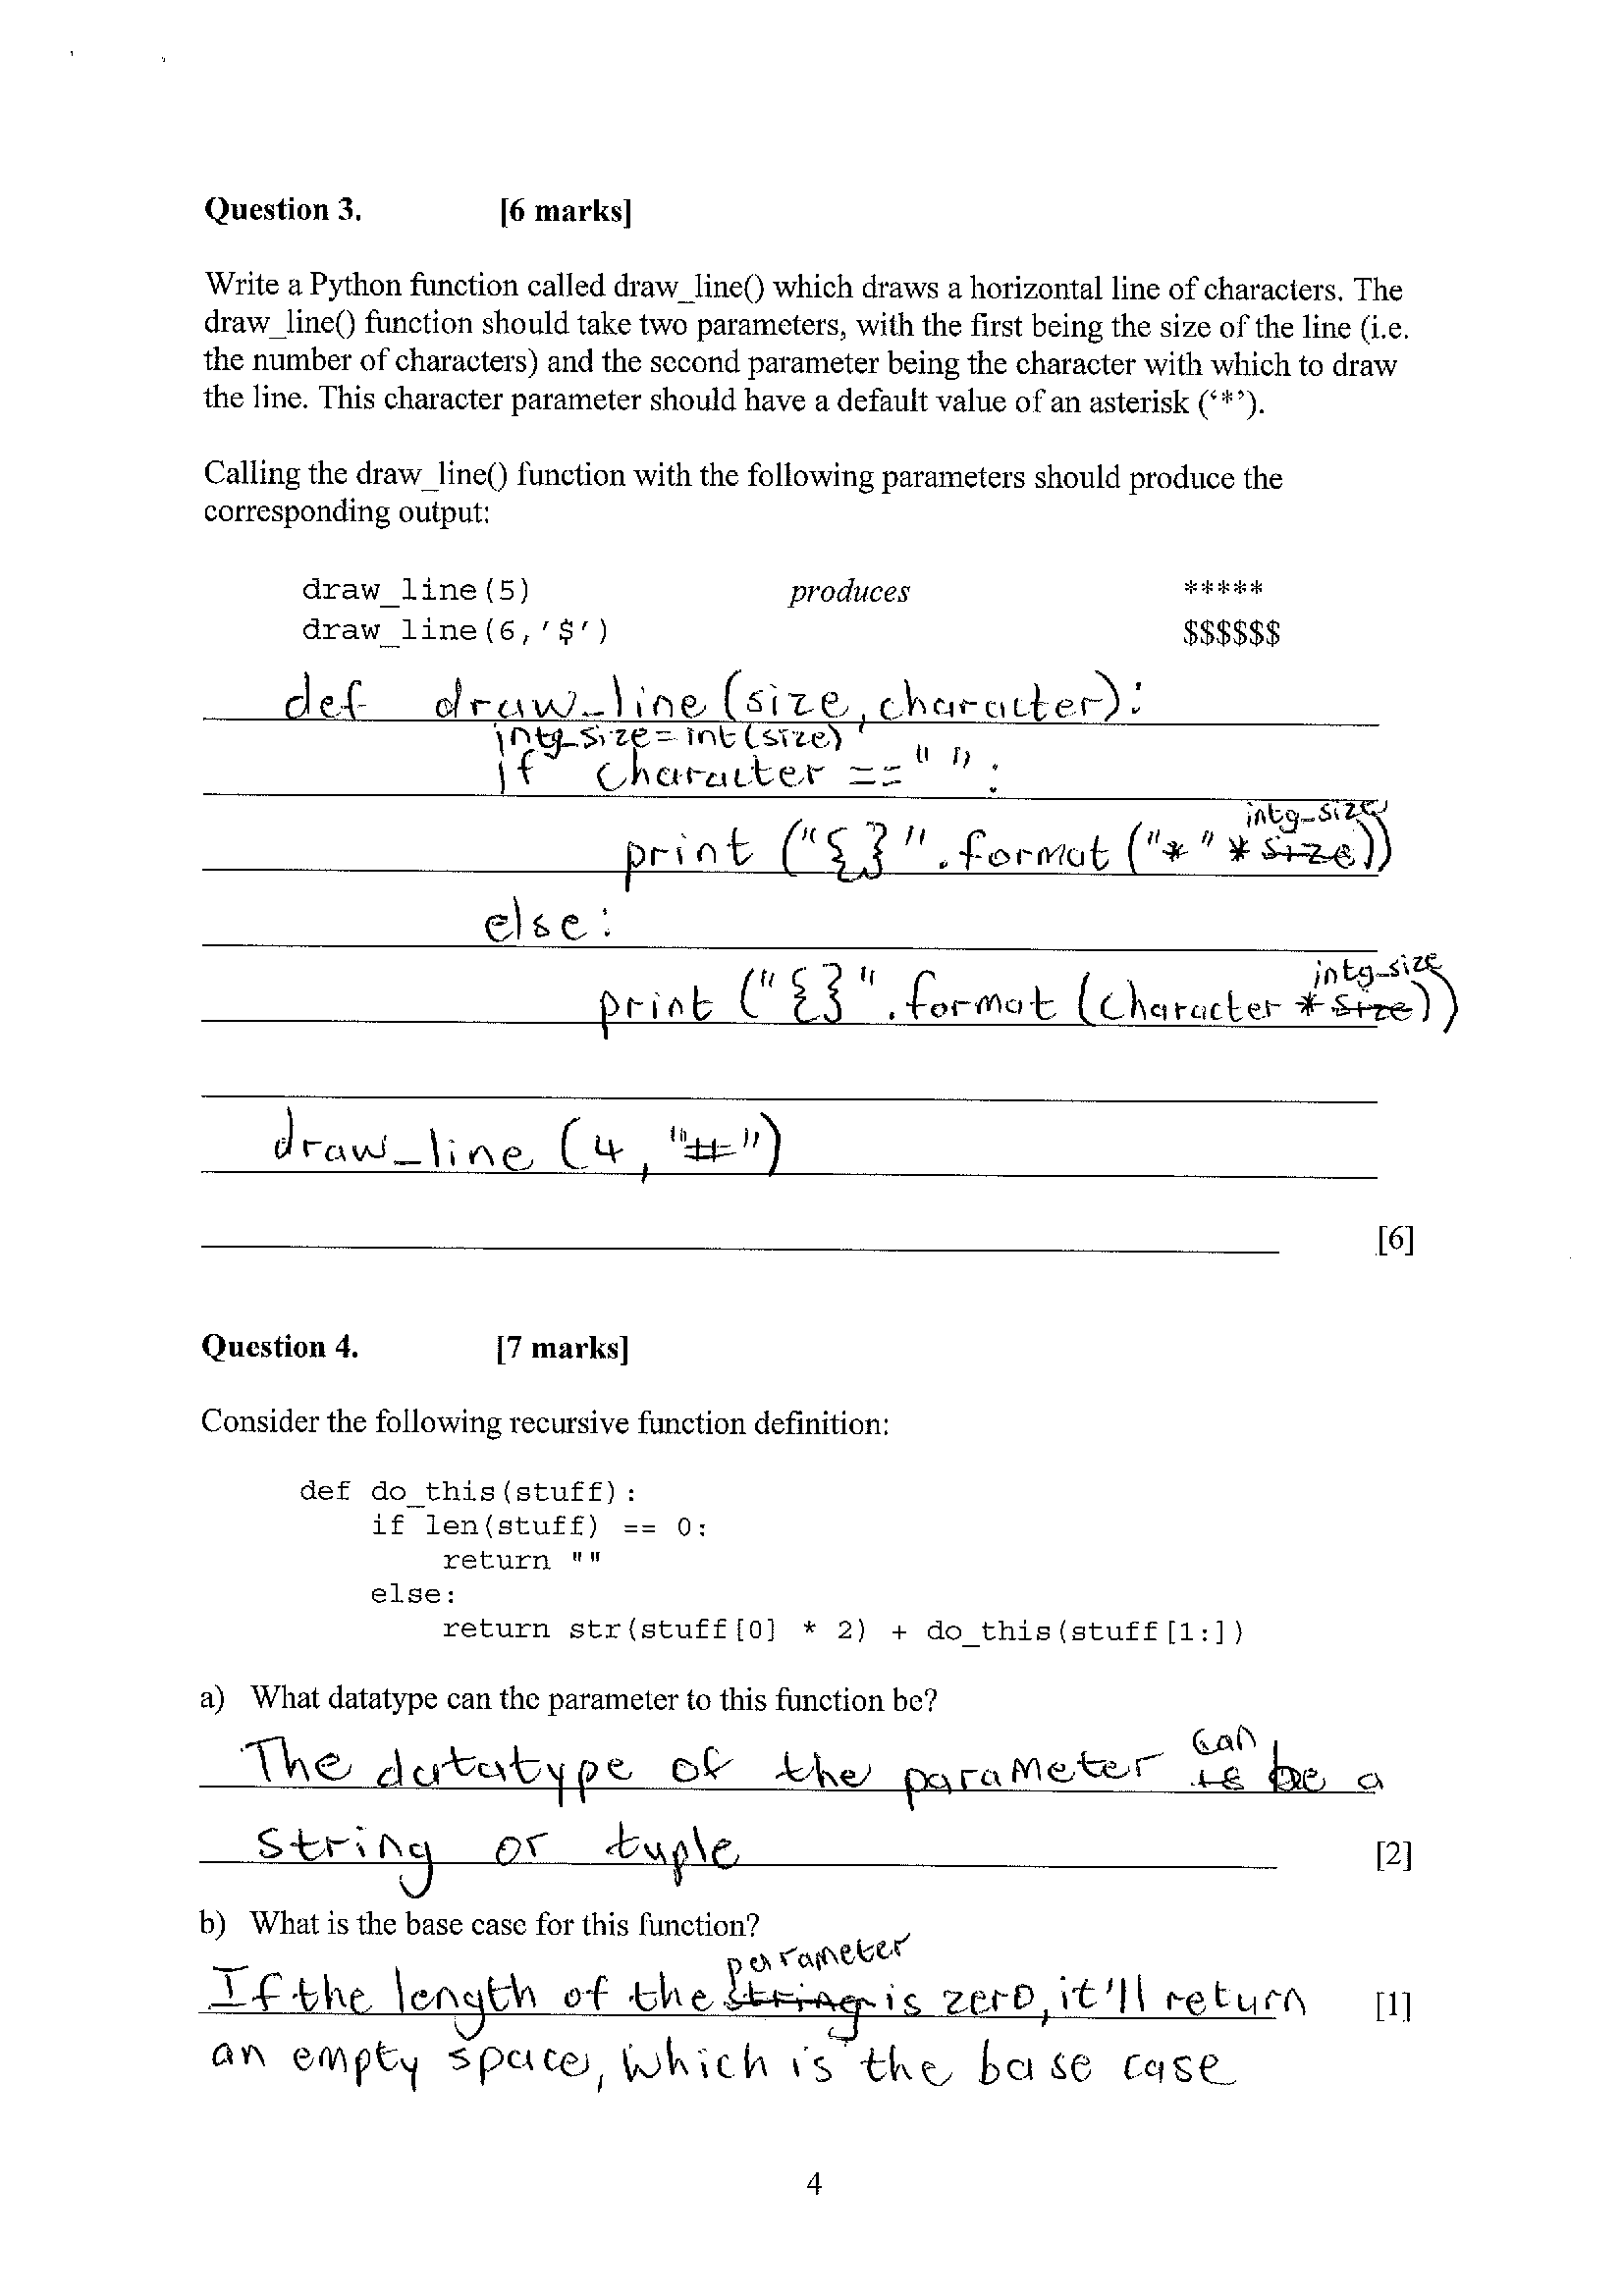 Question 3. [6 marks]
Write a Python function called draw_line() which draws a horizontal line of characters. The
draw_line() function should take two parameters, with the first being the size of the line (i.e.
the number of characters) and the second parameter being the character with which to draw
the line. This character parameter should have a default value of an asterisk (‘*’).
Calling the draw_line() function with the following parameters should produce the
corresponding output:
draw_line(5) produces *****
draw_line(6,'$') $$$$$$
def draw_line (size, character):
intg_size = int (size)
if character == " ":
intg_size
print ("{}".format ("*" * size))
else:
intg_size
print ("{}".format (character * size))
draw_line (4, "#")
[6]
Question 4. [7 marks]
Consider the following recursive function definition:
def do_this(stuff):
if len(stuff) == 0:
return ""
else:
return str(stuff[0] * 2) + do_this(stuff[1:])
a) What datatype can the parameter to this function be?
can
The datatype of the parameter is be a
string or tuple [2]
b) What is the base case for this function?
parameter
If the length of the string is zero, it'll return [1]
an empty space, which is the base case
4